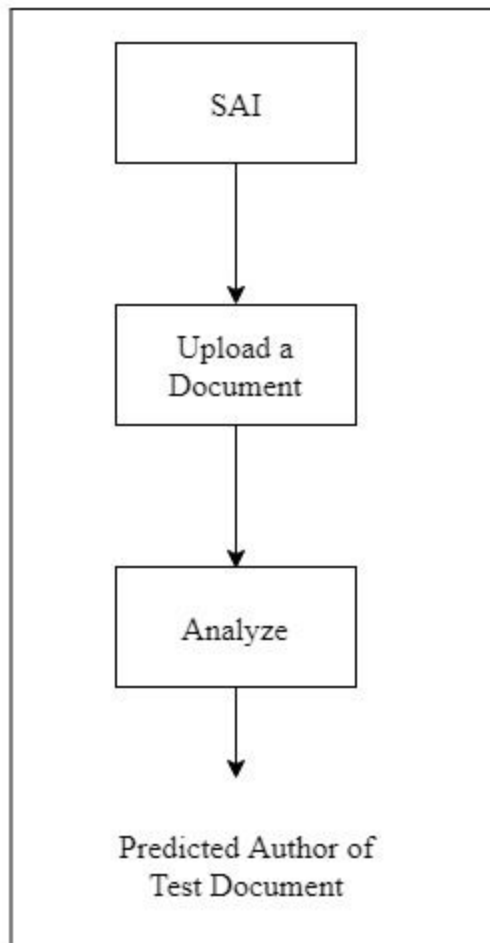 SAI
Upload a
Document
Analyze
Predicted Author of
Test Document